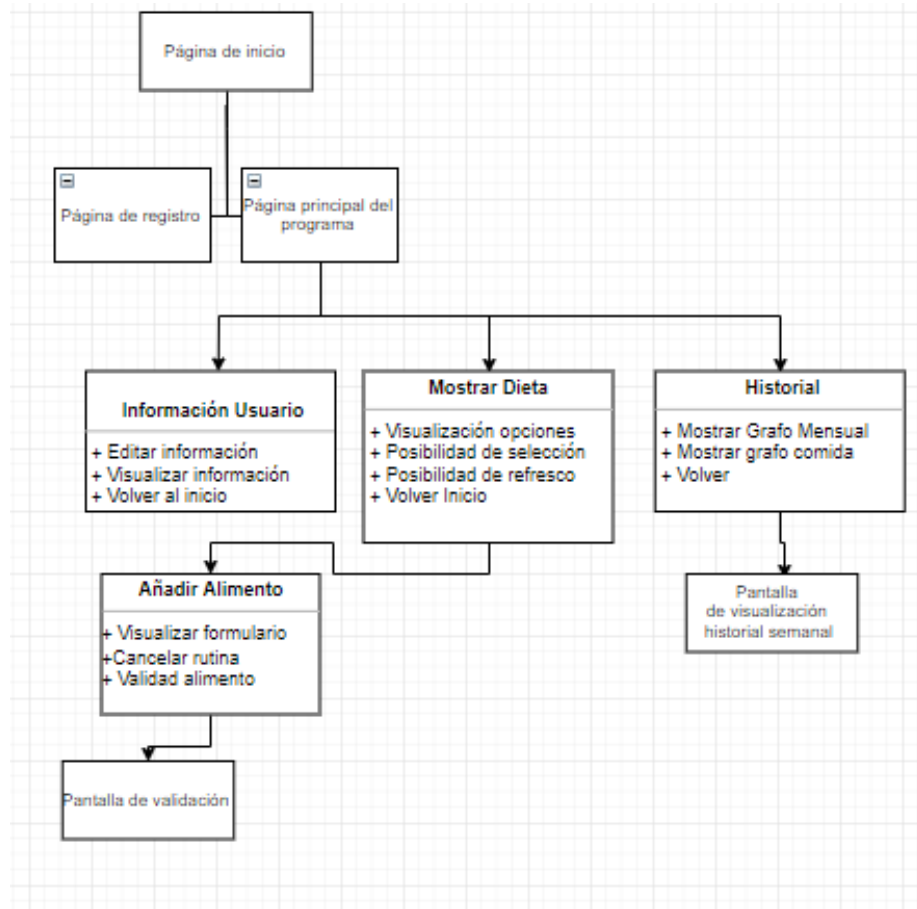 Página de inicio
Página de registro
Página principal del
programa
Información Usuario
+ Editar información
+ Visualizar información
+ Volver al inicio
Mostrar Dieta
+ Visualización opciones
+ Posibilidad de selección
+ Posibilidad de refresco
+ Volver Inicio
Historial
+ Mostrar Grafo Mensual
+ Mostrar grafo comida
+ Volver
Añadir Alimento
+ Visualizar formulario
+Cancelar rutina
+ Validad alimento
Pantalla
de visualización
historial semanal
Pantalla de validación